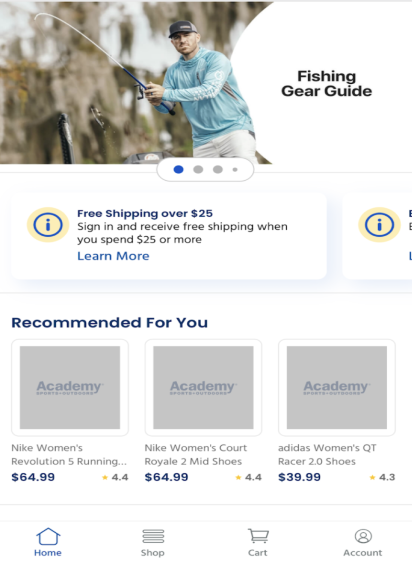 Fishing
Gear Guide
Free Shipping over $25
Sign in and receive free shipping when
you spend $25 or more
Learn More
Recommended For You
Academy
SPORTS+OUTDOORS
Academy
SPORTS+OUTDOORS
Academy
SPORTS+OUTDOORS
Nike Women's
Revolution 5 Running...
$64.99
4.4
Nike Women's Court
Royale 2 Mid Shoes
$64.99
4.4
adidas Women's QT
Racer 2.0 Shoes
$39.99
4.3
Home
Shop
Cart
Account